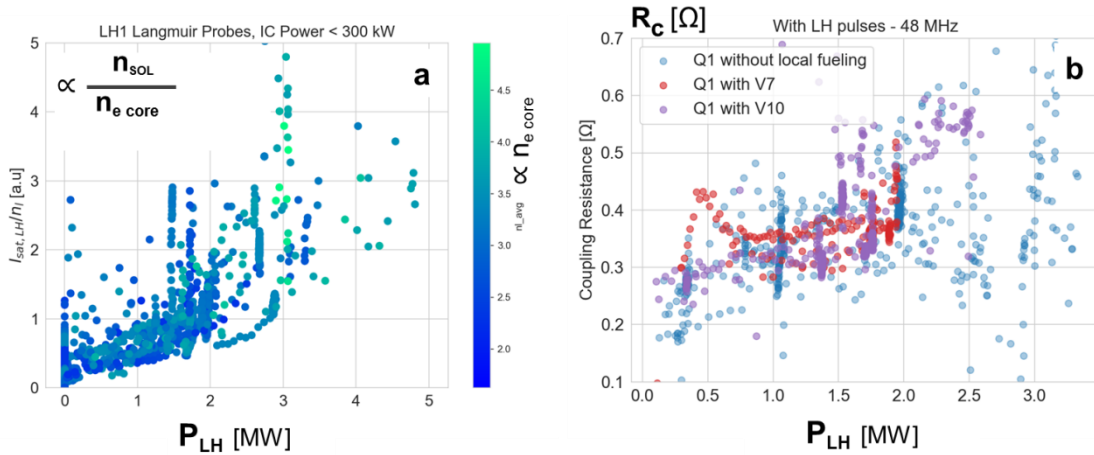 LH1 Langmuir Probes, IC Power < 300 kW
a
∝ n_SOL
n_e core
I_sat,LH/n_l [a.u]
5
4
3
2
1
0
0 1 2 3 4 5
P_LH [MW]
4.5
4.0
3.5
3.0
2.5
2.0
nl_avg
∝ n_e core
R_c [Ω]
With LH pulses - 48 MHz
b
Q1 without local fueling
Q1 with V7
Q1 with V10
Coupling Resistance [Ω]
0.7
0.6
0.5
0.4
0.3
0.2
0.1
0.0 0.5 1.0 1.5 2.0 2.5 3.0
P_LH [MW]